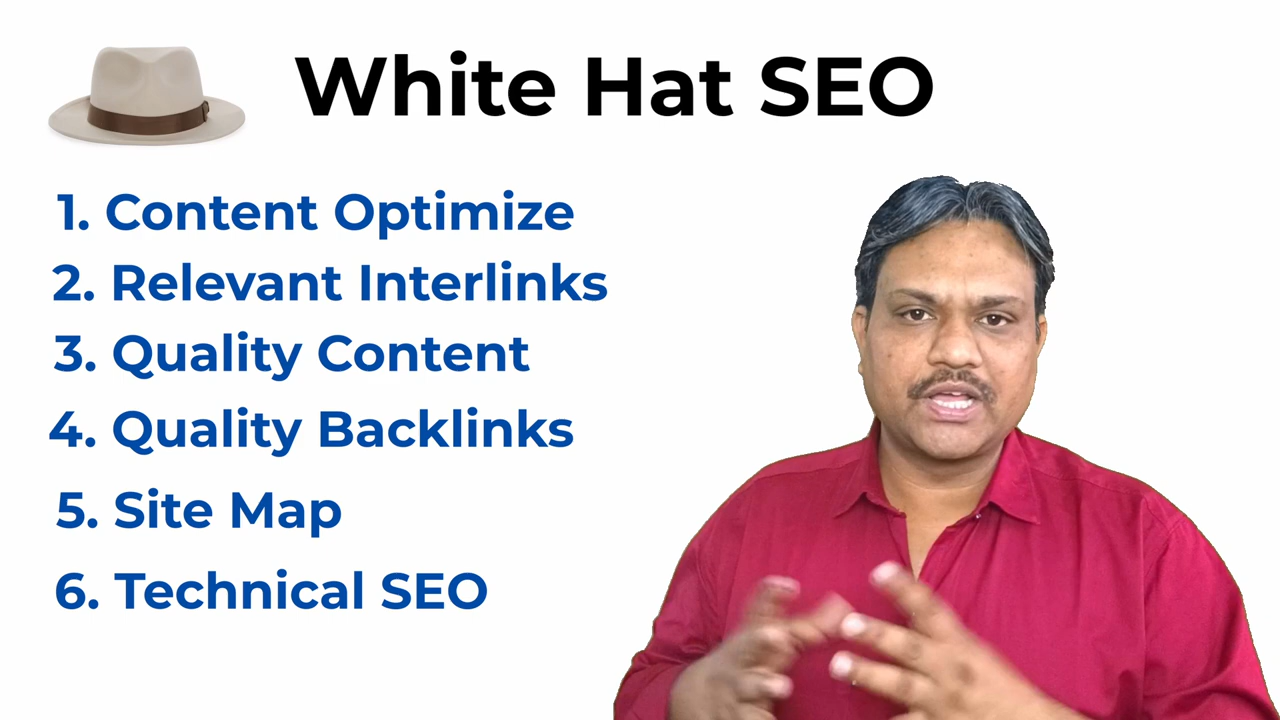 White Hat SEO
1. Content Optimize
2. Relevant Interlinks
3. Quality Content
4. Quality Backlinks
5. Site Map
6. Technical SEO